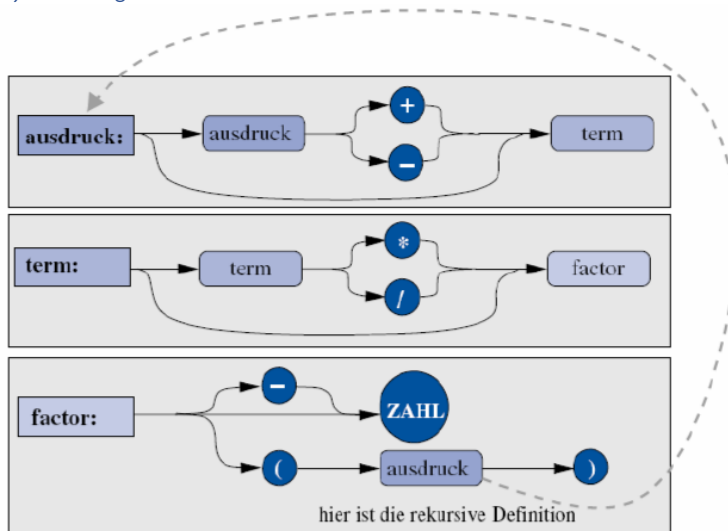 ausdruck: ausdruck + term
-
term: term * factor
/
factor: - ZAHL
( ausdruck )
hier ist die rekursive Definition